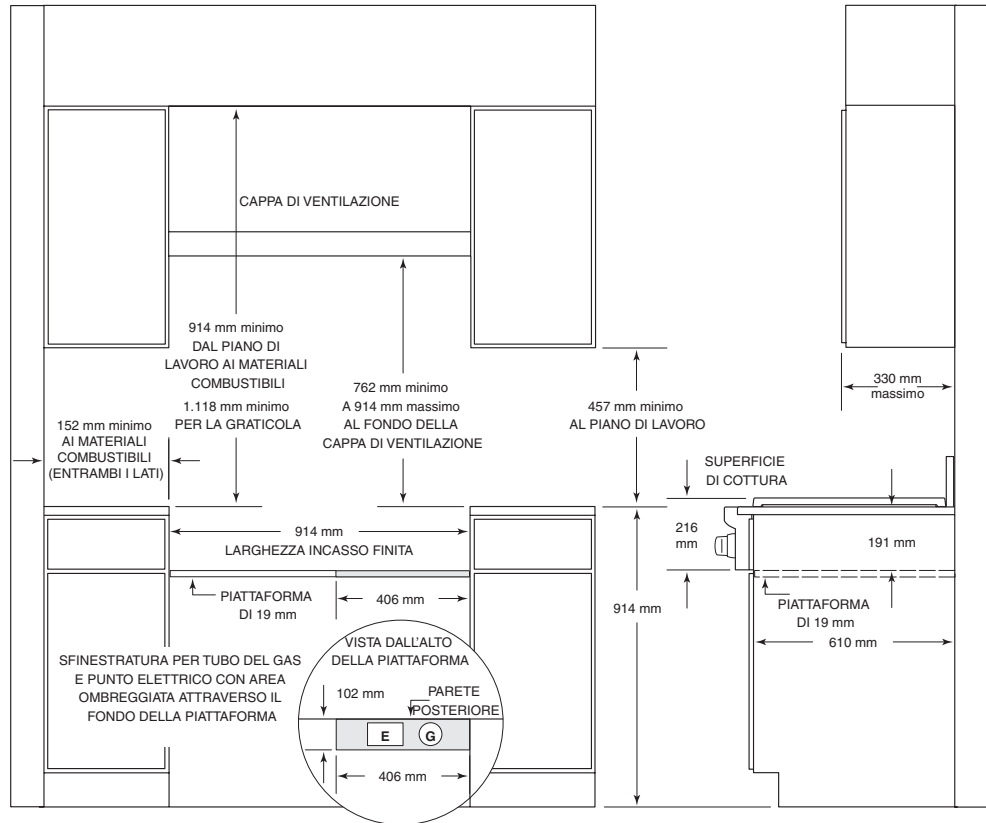 CAPPA DI VENTILAZIONE
914 mm minimo
DAL PIANO DI
LAVORO AI MATERIALI
COMBUSTIBILI
1.118 mm minimo
PER LA GRATICOLA
762 mm minimo
A 914 mm massimo
AL FONDO DELLA
CAPPA DI VENTILAZIONE
457 mm minimo
AL PIANO DI LAVORO
330 mm
massimo
152 mm minimo
AI MATERIALI
COMBUSTIBILI
(ENTRAMBI I LATI)
SUPERFICIE
DI COTTURA
914 mm
LARGHEZZA INCASSO FINITA
216
mm
191 mm
PIATTAFORMA
DI 19 mm
406 mm
914 mm
PIATTAFORMA
DI 19 mm
610 mm
SFINESTRATURA PER TUBO DEL GAS
E PUNTO ELETTRICO CON AREA
OMBREGGIATA ATTRAVERSO IL
FONDO DELLA PIATTAFORMA
VISTA DALL'ALTO
DELLA PIATTAFORMA
102 mm
PARETE
POSTERIORE
E
G
406 mm